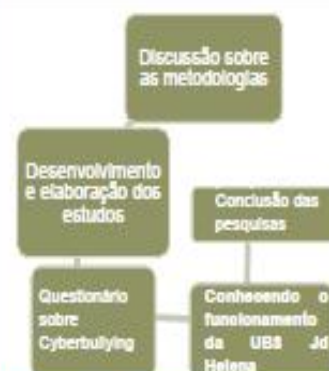 Discussão sobre
as metodologias
Desenvolvimento
e elaboração dos
estudos
Conclusão das
pesquisas
Questionário
sobre
Cyberbullying
Conhecendo o
funcionamento
da UBS Jd
Helena